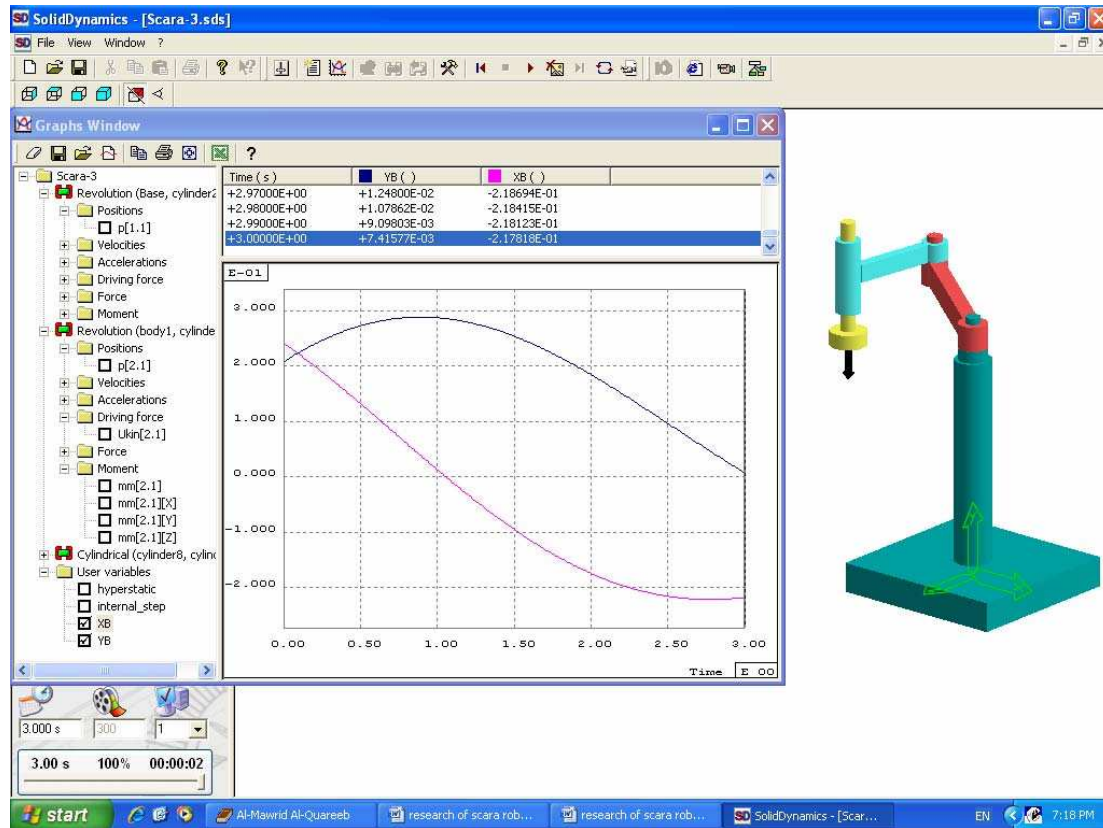 SD SolidDynamics - [Scara-3.sds]
SD File View Window ?
Graphs Window
?
Scara-3
Revolution (Base, cylinder2
Positions
p[1.1]
Velocities
Accelerations
Driving force
Force
Moment
Revolution (body1, cylinde
Positions
p[2.1]
Velocities
Accelerations
Driving force
Ukin[2.1]
Force
Moment
mm[2.1]
mm[2.1][X]
mm[2.1][Y]
mm[2.1][Z]
Cylindrical (cylinder8, cylin
User variables
hyperstatic
internal_step
XB
YB
Time ( s ) YB ( ) XB ( )
+2.97000E+00 +1.24800E-02 -2.18694E-01
+2.98000E+00 +1.07862E-02 -2.18415E-01
+2.99000E+00 +9.09803E-03 -2.18123E-01
+3.00000E+00 +7.41577E-03 -2.17818E-01
E-01
3.000
2.000
1.000
0.000
-1.000
-2.000
0.00 0.50 1.00 1.50 2.00 2.50 3.00
Time E 00
3.000 s 300 1
3.00 s 100% 00:00:02
start Al-Mawrid Al-Quareeb research of scara rob... research of scara rob... SD SolidDynamics - [Scar... EN 7:18 PM